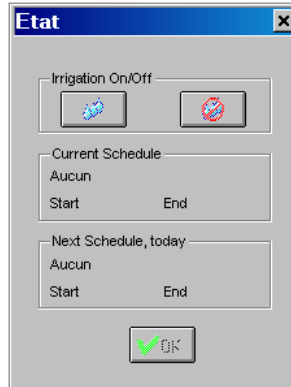 Etat
Irrigation On/Off
Current Schedule
Aucun
Start End
Next Schedule, today
Aucun
Start End
OK